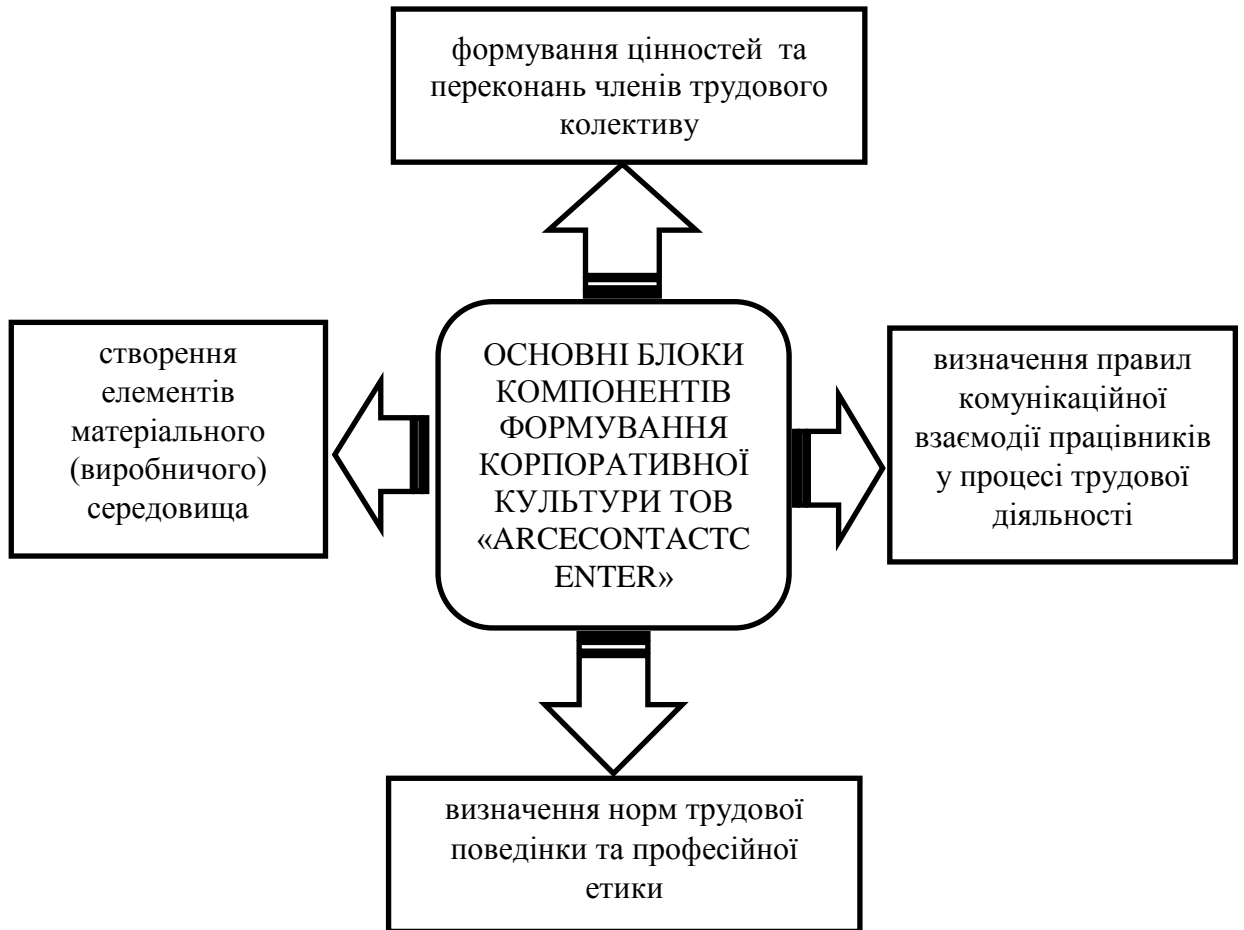 формування цінностей та
переконань членів трудового
колективу
створення
елементів
матеріального
(виробничого)
середовища
ОСНОВНІ БЛОКИ
КОМПОНЕНТІВ
ФОРМУВАННЯ
КОРПОРАТИВНОЇ
КУЛЬТУРИ ТОВ
«ARCECONTACTC
ENTER»
визначення правил
комунікаційної
взаємодії працівників
у процесі трудової
діяльності
визначення норм трудової
поведінки та професійної
етики